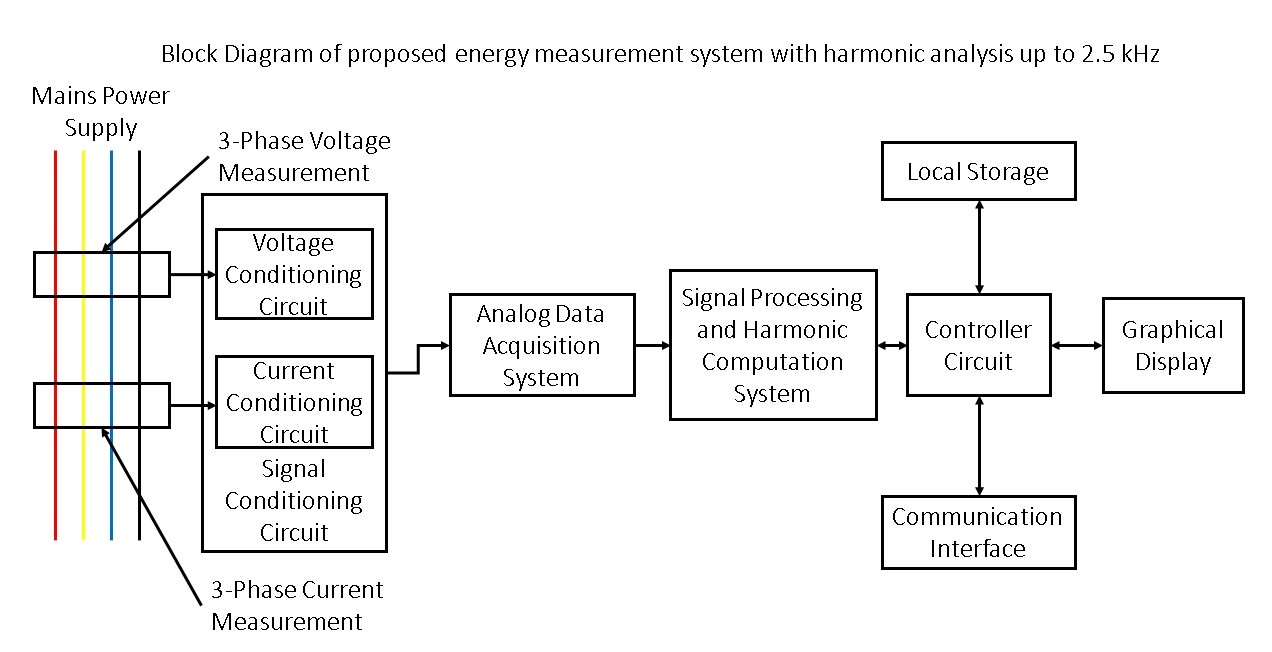 Block Diagram of proposed energy measurement system with harmonic analysis up to 2.5 kHz
Mains Power
Supply
3-Phase Voltage
Measurement
Voltage
Conditioning
Circuit
Current
Conditioning
Circuit
Signal
Conditioning
Circuit
3-Phase Current
Measurement
Analog Data
Acquisition
System
Signal Processing
and Harmonic
Computation
System
Local Storage
Controller
Circuit
Graphical
Display
Communication
Interface